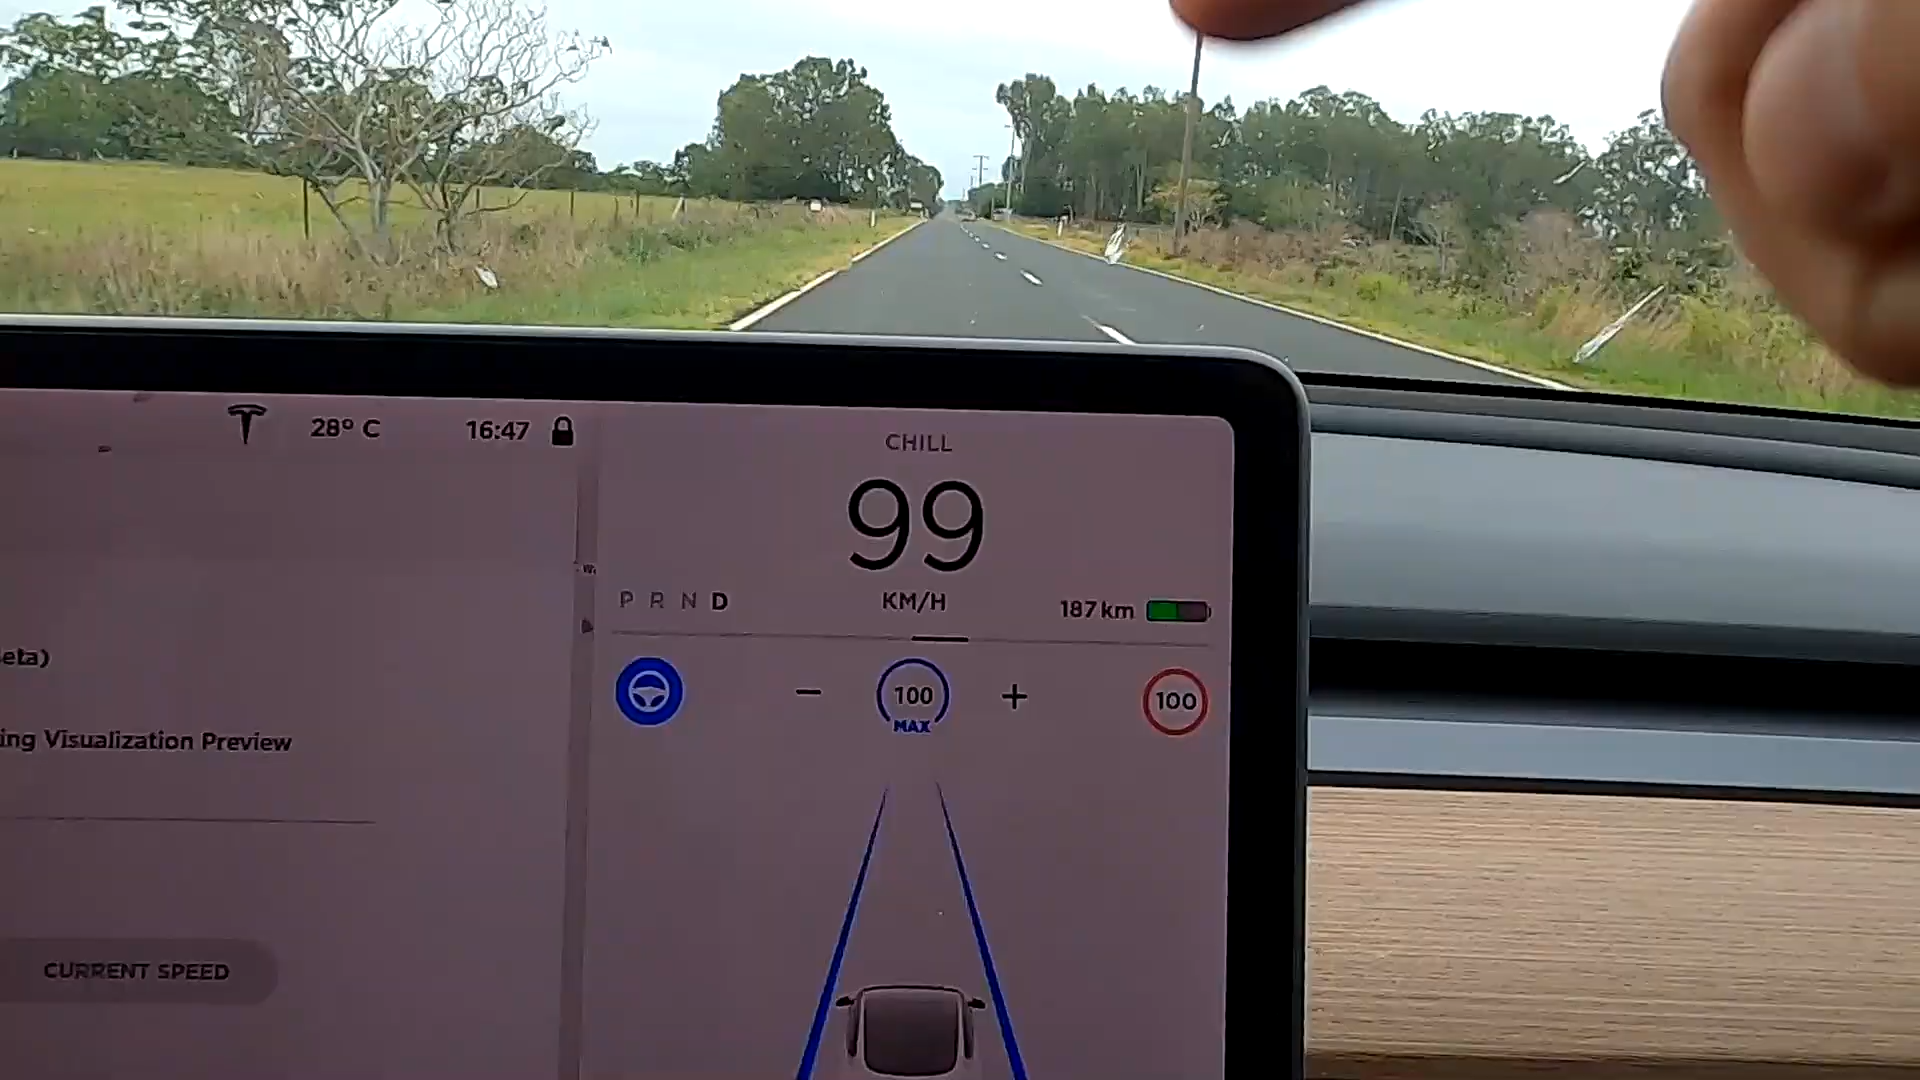 28° C
16:47
CHILL
99
KM/H
P R N D
187 km
100
MAX
100
eta)
ing Visualization Preview
CURRENT SPEED